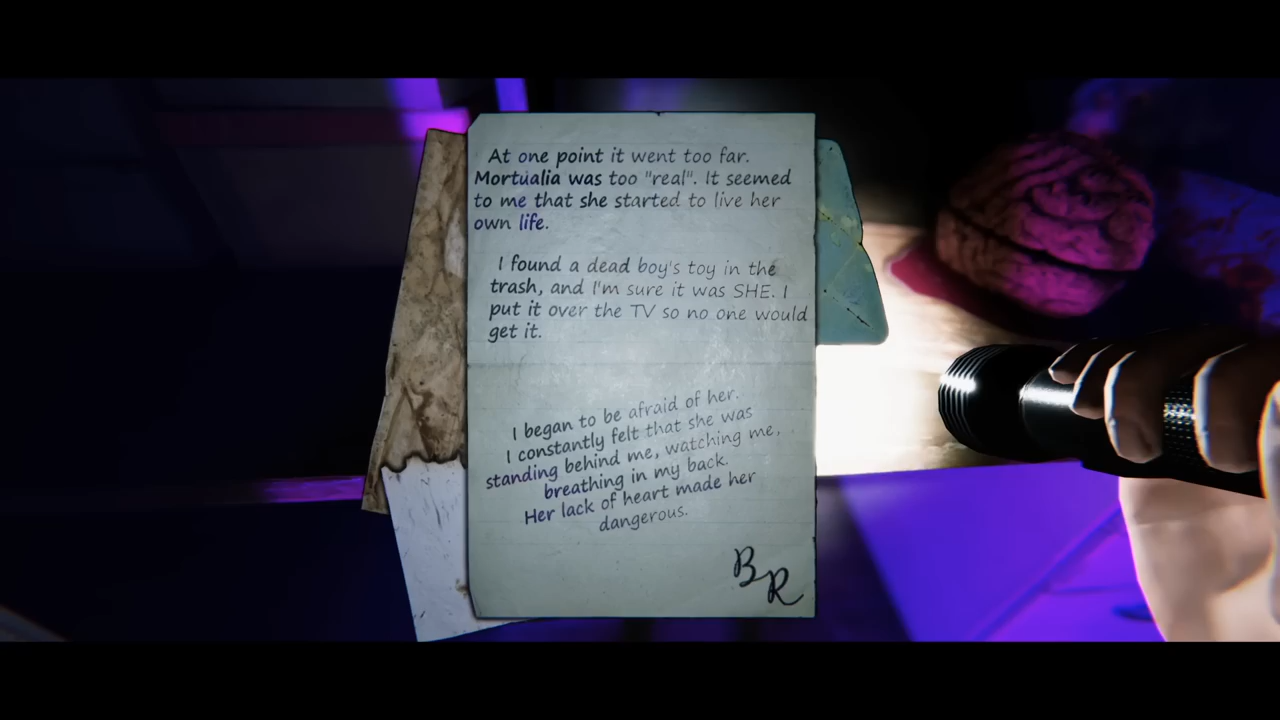 At one point it went too far.
Mortualia was too "real". It seemed
to me that she started to live her
own life.
I found a dead boy's toy in the
trash, and I'm sure it was SHE. I
put it over the TV so no one would
get it.
I began to be afraid of her.
I constantly felt that she was
standing behind me, watching me,
breathing in my back.
Her lack of heart made her
dangerous.
BR